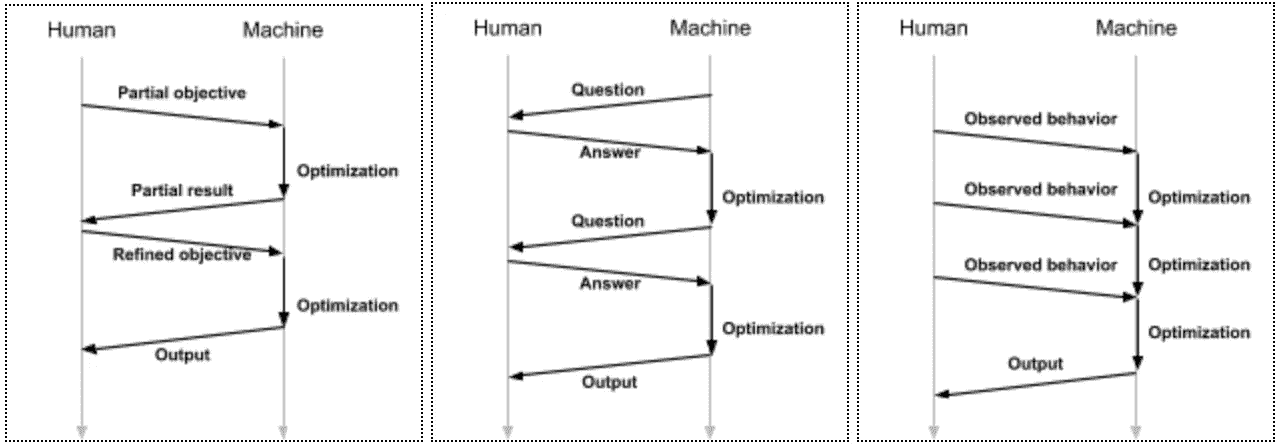 Human Machine
Partial objective
Optimization
Partial result
Refined objective
Optimization
Output
Human Machine
Question
Answer
Optimization
Question
Answer
Optimization
Output
Human Machine
Observed behavior
Observed behavior
Optimization
Observed behavior
Optimization
Optimization
Output